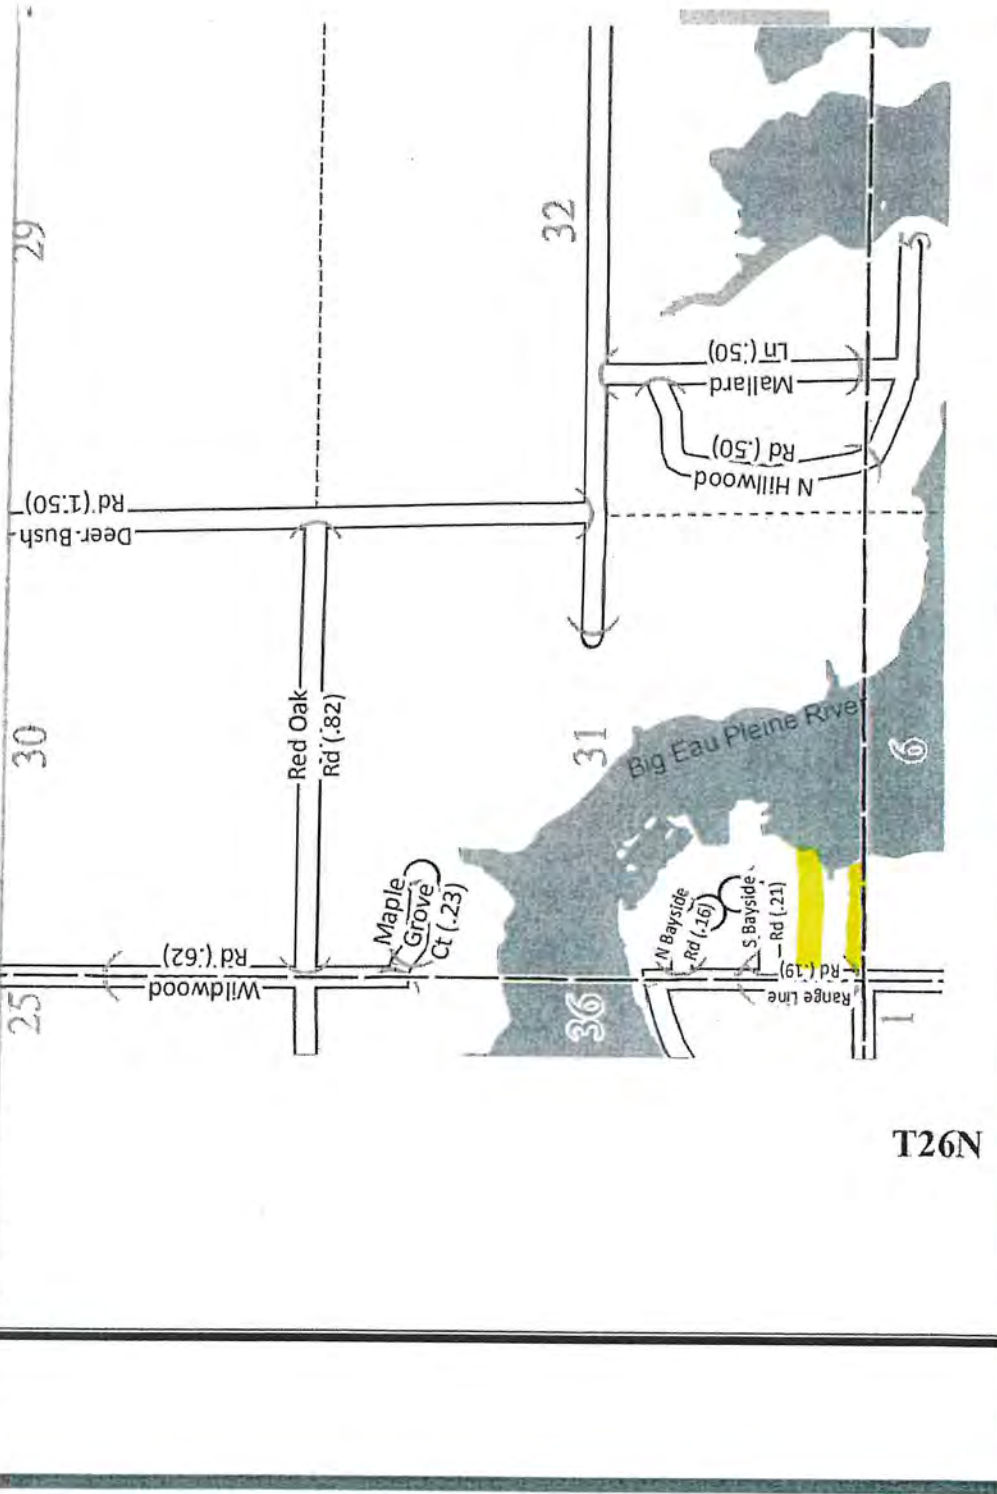 29
32
Mallard
Ln (.50)
N Hillwood
Rd (.50)
5
Deer Bush
Rd (1.50)
30
Red Oak
Rd (.82)
31
Big Eau Pleine River
6
Maple
Grove
Ct (.23)
Wildwood
Rd (.62)
N Bayside
Rd (.16)
S Bayside
Rd (.21)
Range Line
Rd (.19)
25
36
1
T26N